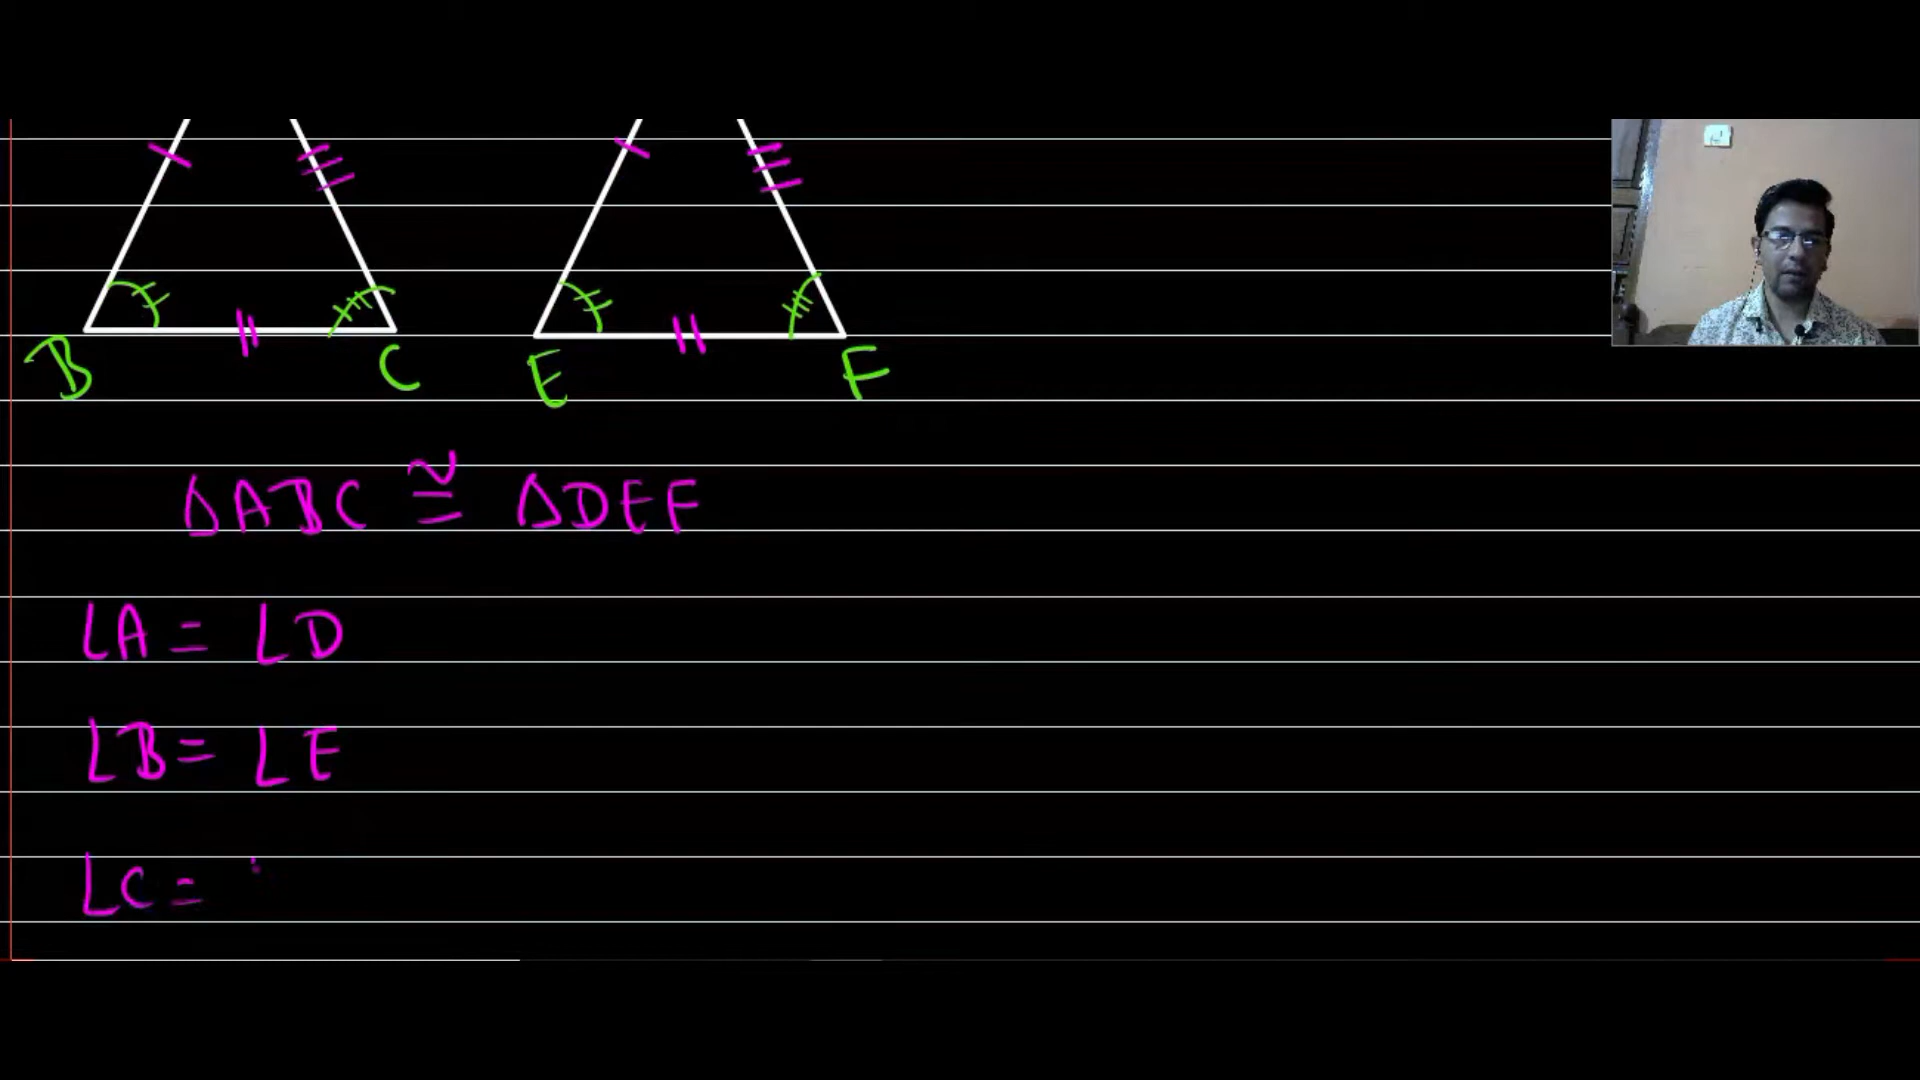 B C E F
ΔABC ≅ ΔDEF
∠A = ∠D
∠B = ∠E
∠C =